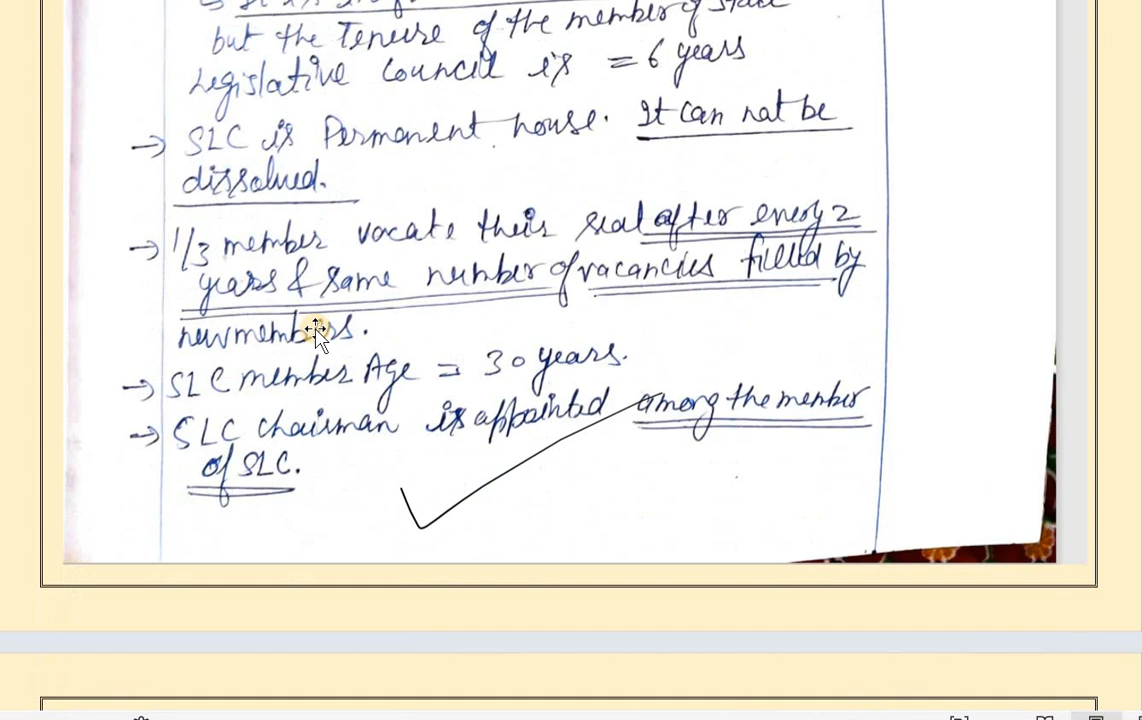 but the Tenure of the member of State
Legislative Council is = 6 years
→ SLC is Permanent house. It can not be
dissolved.
→ 1/3 member vacate their seat after every 2
years & same number of vacancies filled by
new members.
→ SLC member Age = 30 years.
→ SLC chairman is appointed among the member
of SLC.